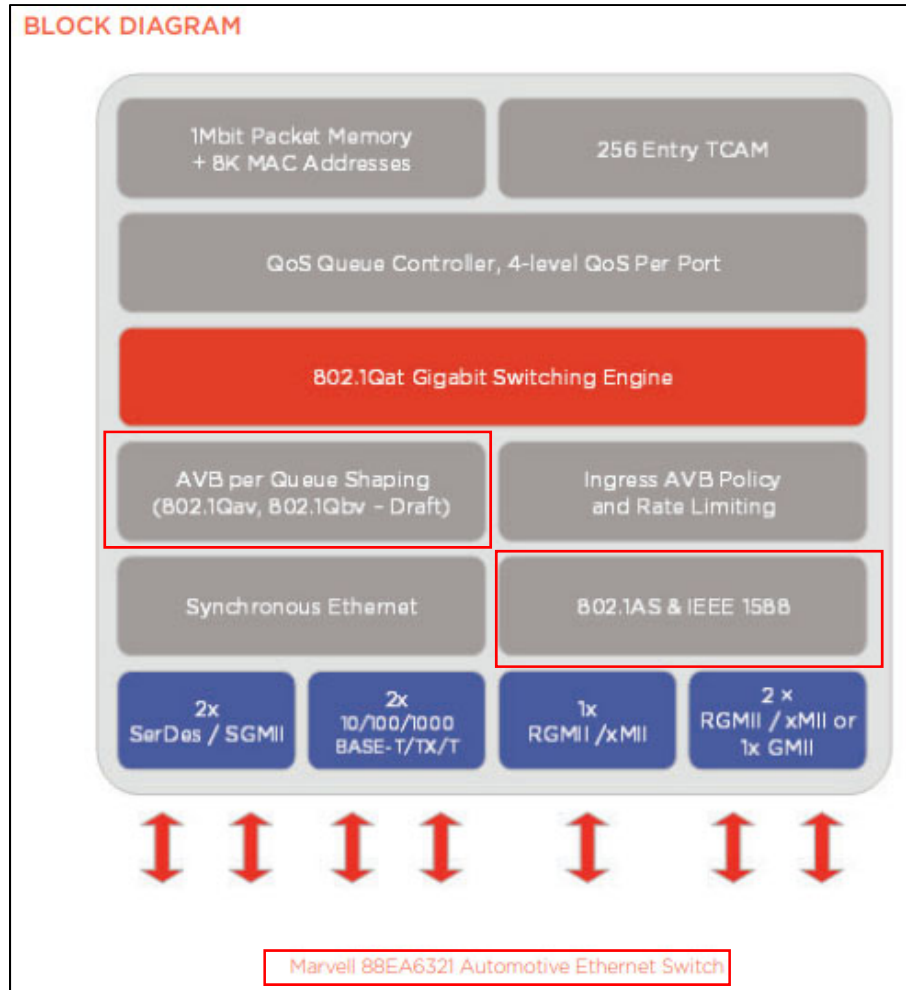 BLOCK DIAGRAM
1Mbit Packet Memory
+ 8K MAC Addresses
256 Entry TCAM
QoS Queue Controller, 4-level QoS Per Port
802.1Qat Gigabit Switching Engine
AVB per Queue Shaping
(802.1Qav, 802.1Qbv – Draft)
Ingress AVB Policy
and Rate Limiting
Synchronous Ethernet
802.1AS & IEEE 1588
2x
SerDes / SGMII
2x
10/100/1000
BASE-T/TX/T
1x
RGMII /xMII
2 ×
RGMII / xMII or
1x GMII
Marvell 88EA6321 Automotive Ethernet Switch